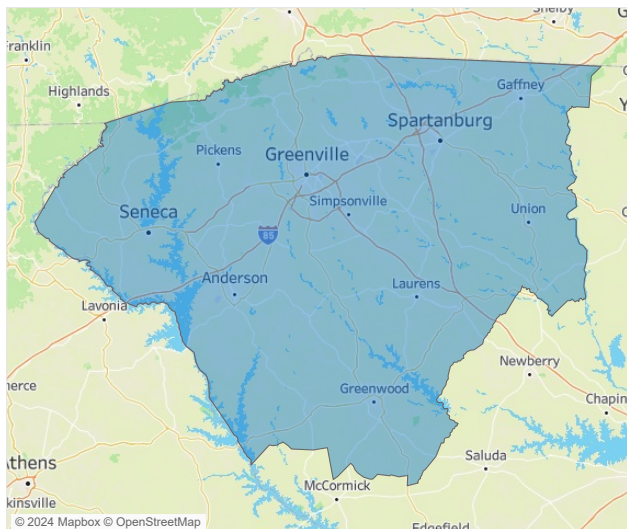 Shelby
G
Franklin
Highlands
Gaffney
Y
Spartanburg
Pickens
Greenville
Simpsonville
Seneca
Union
85
Anderson
Laurens
Lavonia
Newberry
merce
Greenwood
Chapin
Athens
Saluda
McCormick
kinsville
Edgefield
© 2024 Mapbox © OpenStreetMap